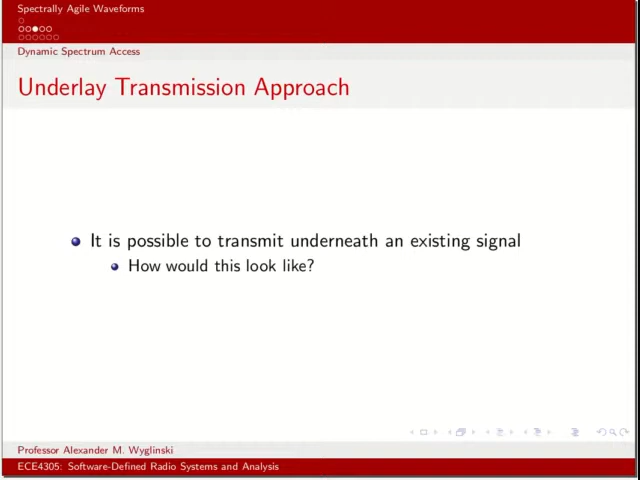 Spectrally Agile Waveforms
Dynamic Spectrum Access
Underlay Transmission Approach
It is possible to transmit underneath an existing signal
How would this look like?
Professor Alexander M. Wyglinski
ECE4305: Software-Defined Radio Systems and Analysis